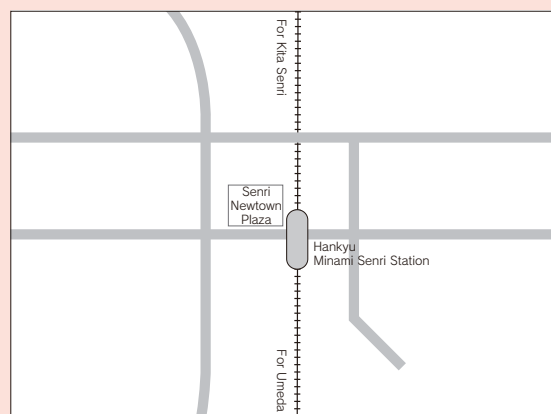 For Kita Senri
Senri
Newtown
Plaza
Hankyu
Minami Senri Station
For Umeda